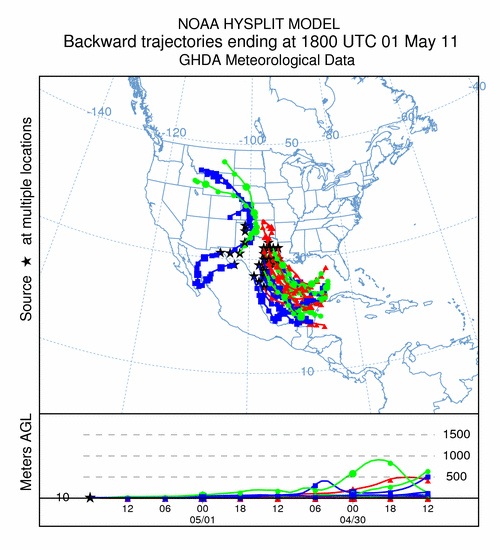 NOAA HYSPLIT MODEL
Backward trajectories ending at 1800 UTC 01 May 11
GHDA Meteorological Data
Source ★ at multiple locations
-140
-120
-100
50
-80
-60
-40
30
10
Meters AGL
1500
1000
500
10
12 06 00 18 12 06 00 18 12
05/01 04/30